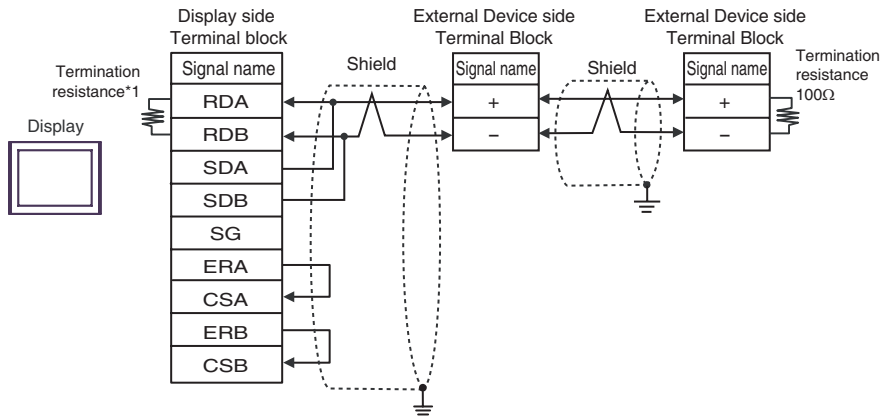 Display side
Terminal block
External Device side
Terminal Block
External Device side
Terminal Block
Termination
resistance*1
Signal name
Shield
Signal name
Shield
Signal name
Termination
resistance
100Ω
RDA
+
+
RDB
−
−
Display
SDA
SDB
SG
ERA
CSA
ERB
CSB